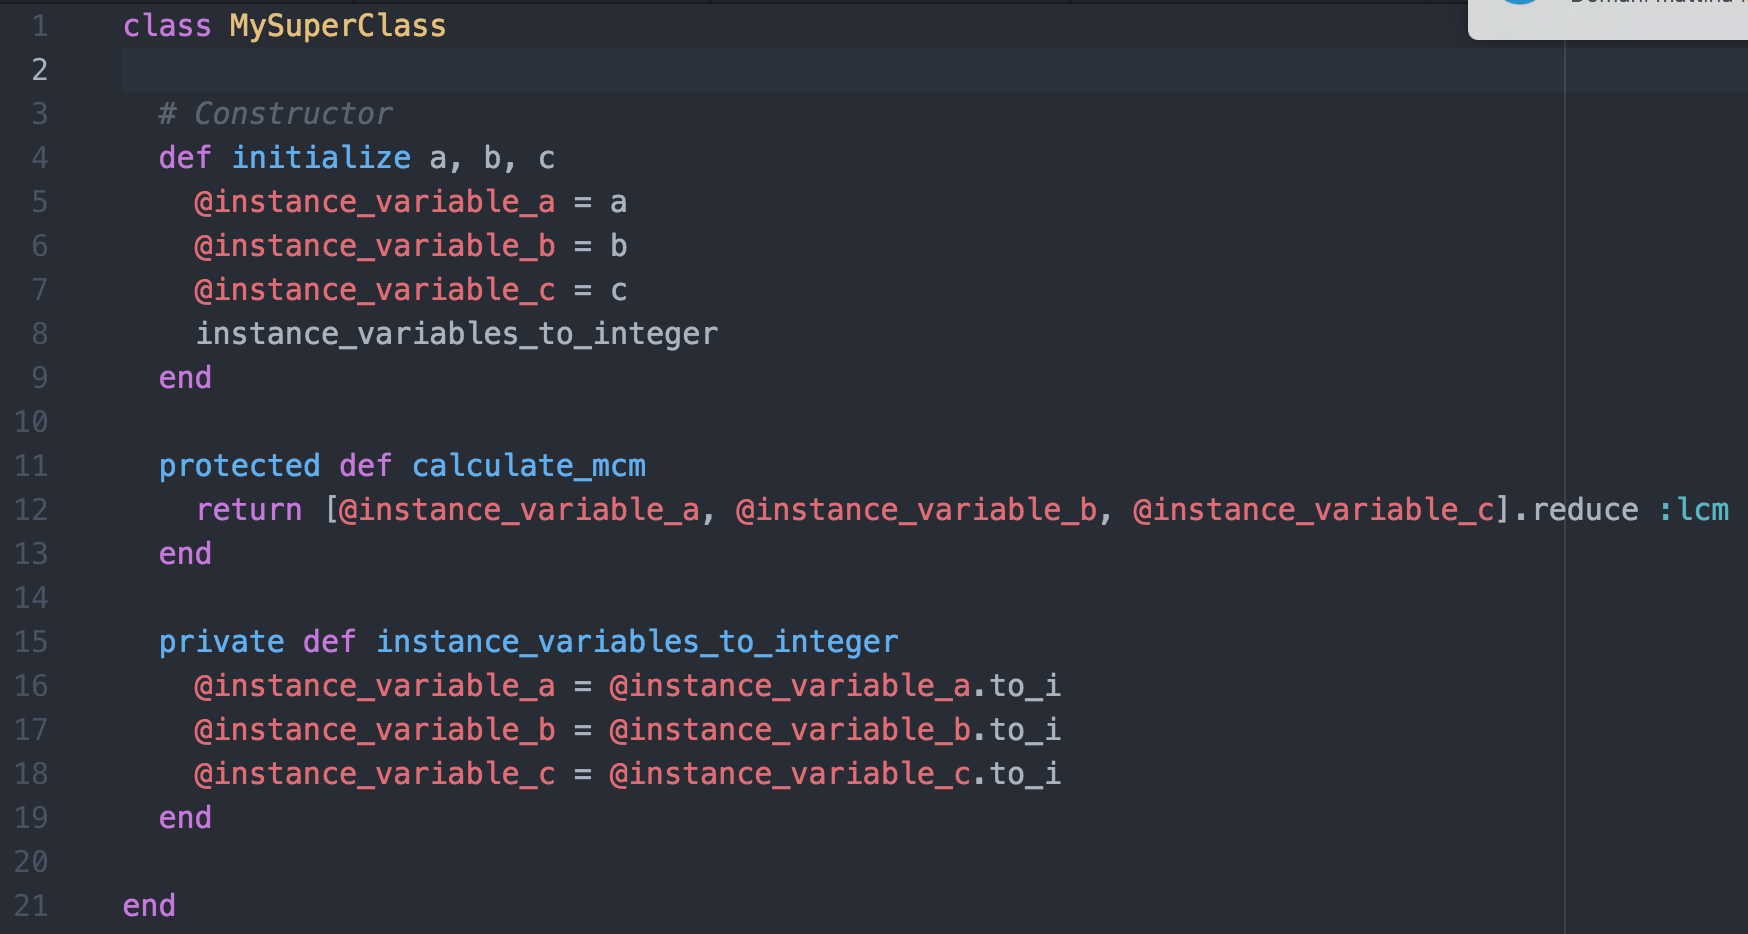 1 class MySuperClass
2
3 # Constructor
4 def initialize a, b, c
5 @instance_variable_a = a
6 @instance_variable_b = b
7 @instance_variable_c = c
8 instance_variables_to_integer
9 end
10
11 protected def calculate_mcm
12 return [@instance_variable_a, @instance_variable_b, @instance_variable_c].reduce :lcm
13 end
14
15 private def instance_variables_to_integer
16 @instance_variable_a = @instance_variable_a.to_i
17 @instance_variable_b = @instance_variable_b.to_i
18 @instance_variable_c = @instance_variable_c.to_i
19 end
20
21 end